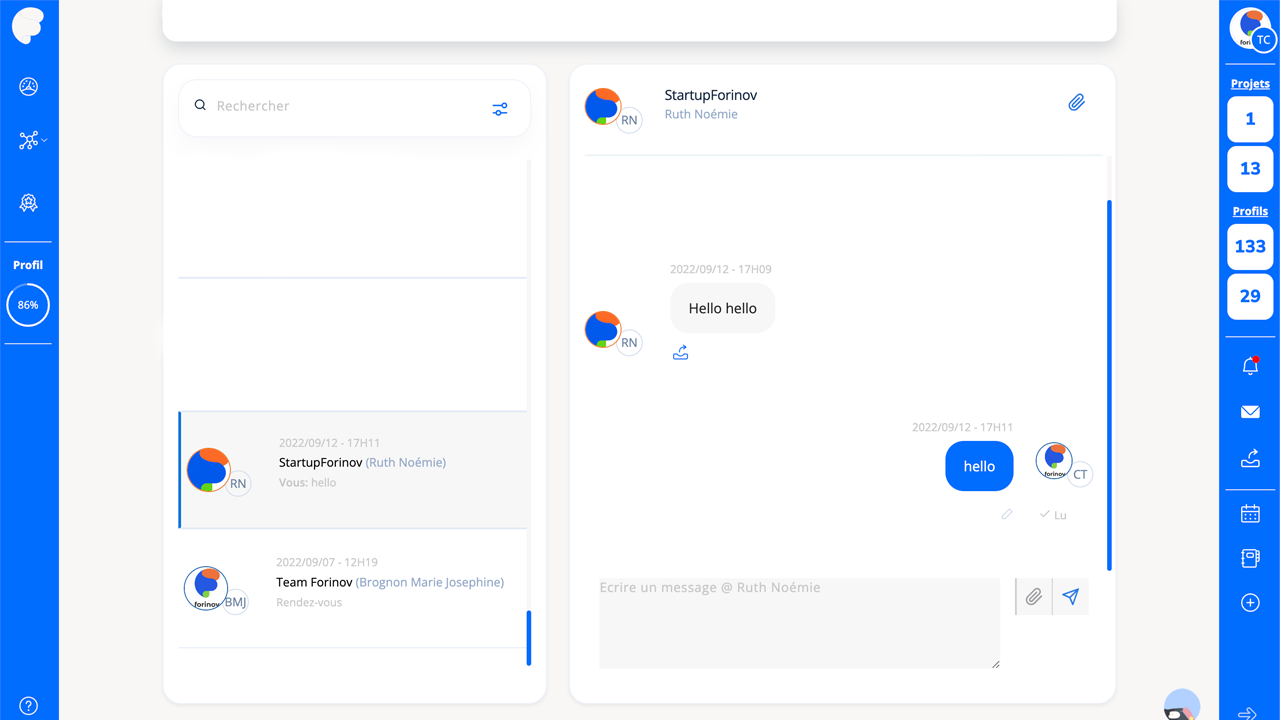 Profil
86%
Rechercher
2022/09/12 - 17H11
StartupForinov (Ruth Noémie)
Vous: hello
RN
2022/09/07 - 12H19
Team Forinov (Brognon Marie Josephine)
Rendez-vous
forinov
BMJ
StartupForinov
Ruth Noémie
RN
2022/09/12 - 17H09
Hello hello
RN
2022/09/12 - 17H11
hello
forinov
CT
Lu
Ecrire un message @ Ruth Noémie
TC
Projets
1
13
Profils
133
29